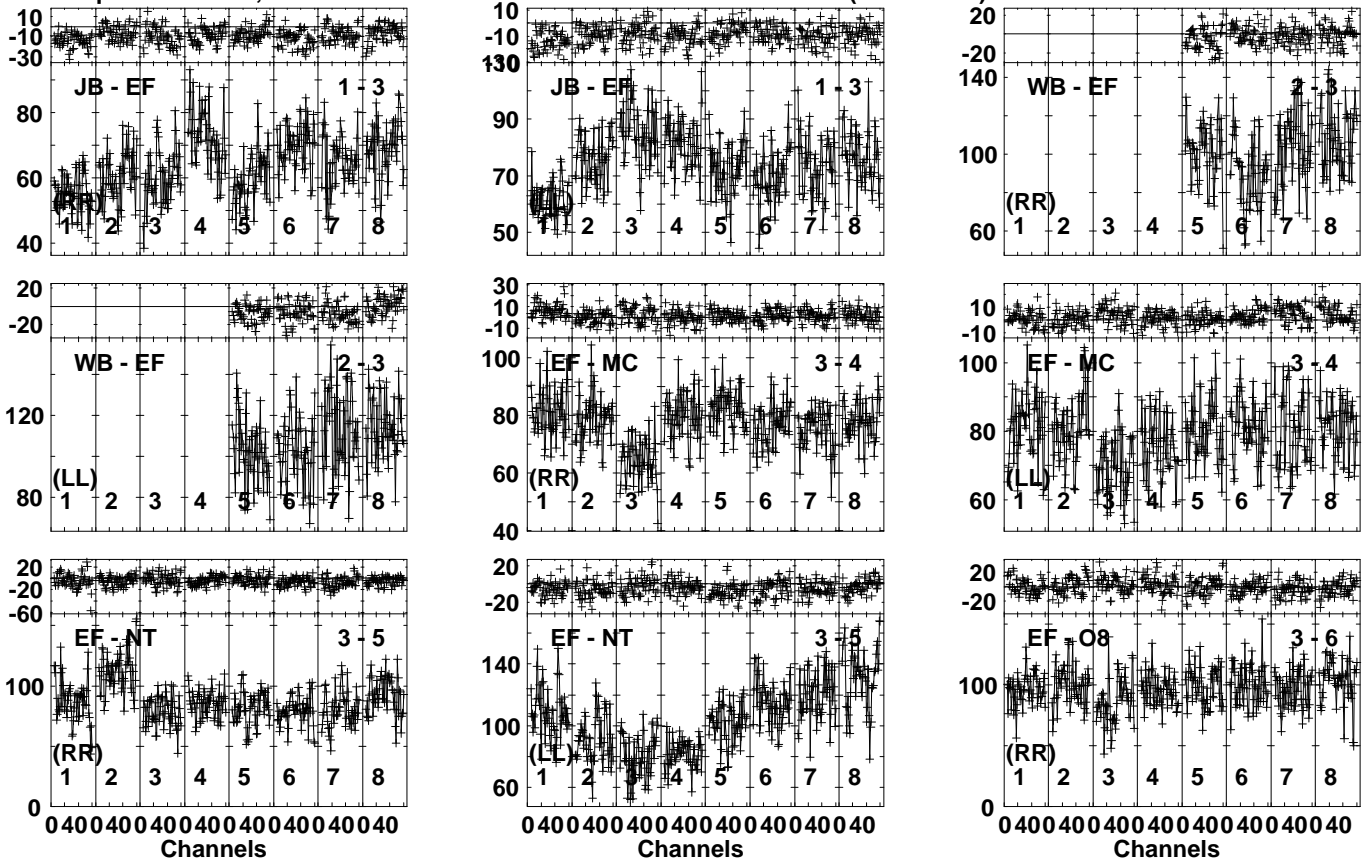 10 -10 -30
JB - EF 1 - 3
80 60 40
(RR)
1 2 3 4 5 6 7 8
10 -10
JB - EF 1 - 3
90 70 50
(LL)
1 2 3 4 5 6 7 8
20 -20
140
WB - EF 2 - 3
100 60
(RR)
1 2 3 4 5 6 7 8
20 -20
WB - EF 2 - 3
120 80
(LL)
1 2 3 4 5 6 7 8
30 10 -10
100
EF - MC 3 - 4
80 60 40
(RR)
1 2 3 4 5 6 7 8
10 -10
100
EF - MC 3 - 4
80 60
(LL)
1 2 3 4 5 6 7 8
20 -20 -60
EF - NT 3 - 5
100 0
(RR)
1 2 3 4 5 6 7 8
0 40 0 40 0 40 0 40 0 40 0 40 0 40 0 40
Channels
20 -20
EF - NT 3 - 5
140 100 60
(LL)
1 2 3 4 5 6 7 8
0 40 0 40 0 40 0 40 0 40 0 40 0 40 0 40
Channels
20 -20
EF - O8 3 - 6
100 0
(RR)
1 2 3 4 5 6 7 8
0 40 0 40 0 40 0 40 0 40 0 40 0 40 0 40
Channels